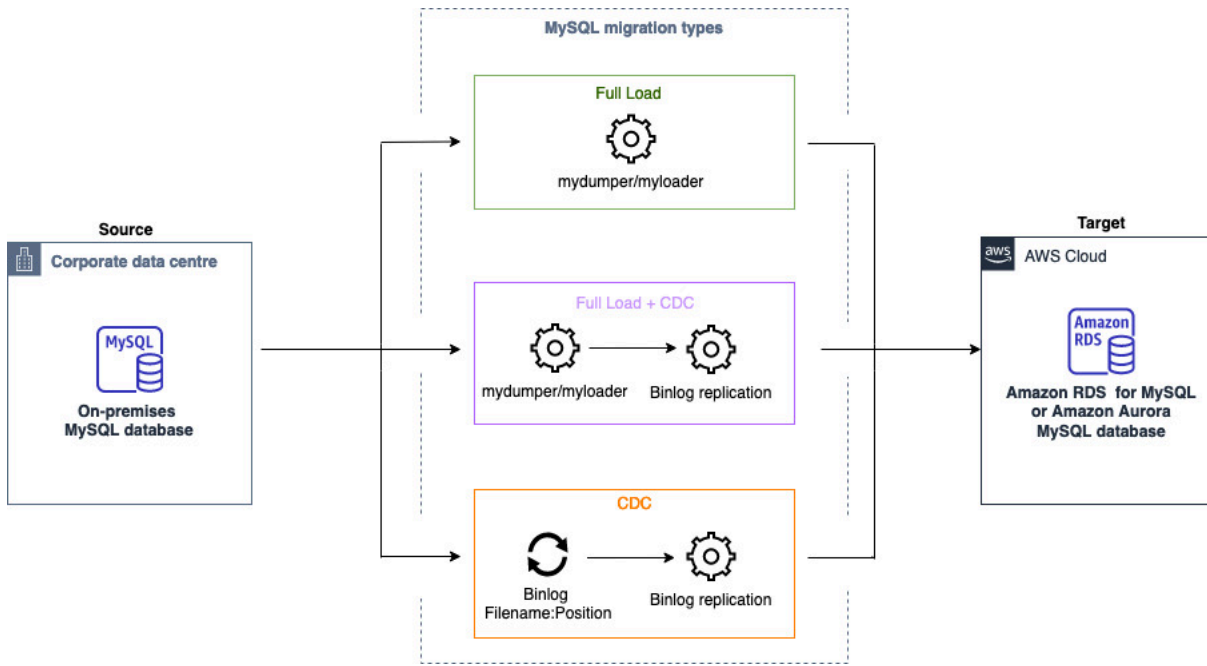 MySQL migration types
Full Load
mydumper/myloader
Source
Corporate data centre
MySQL
On-premises
MySQL database
Full Load + CDC
mydumper/myloader
Binlog replication
CDC
Binlog
Filename:Position
Binlog replication
Target
aws
AWS Cloud
Amazon
RDS
Amazon RDS for MySQL
or Amazon Aurora
MySQL database